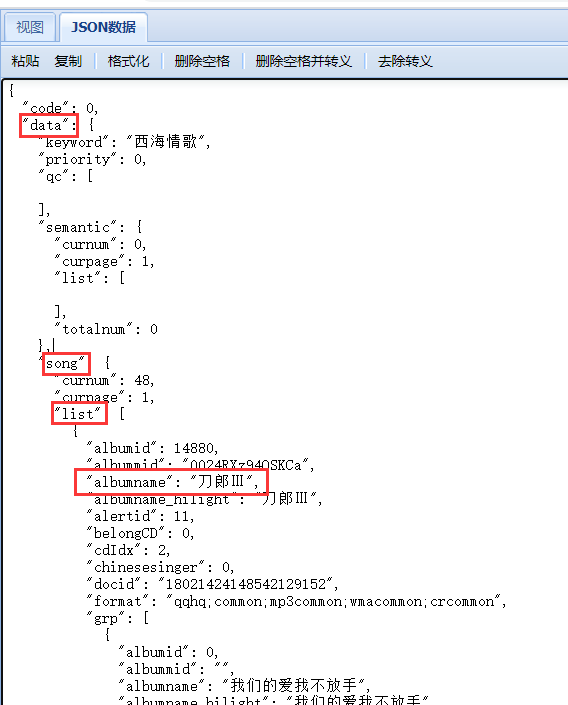 视图 JSON数据
粘贴 复制 格式化 删除空格 删除空格并转义 去除转义
{
"code": 0,
"data": {
"keyword": "西海情歌",
"priority": 0,
"qc": [
],
"semantic": {
"curnum": 0,
"curpage": 1,
"list": [
],
"totalnum": 0
},
"song" {
"curnum": 48,
"curpage": 1,
"list" [
{
"albumid": 14880,
"albummid": "0024RXz94OSKCa",
"albumname": "刀郎Ⅲ",
"albumname_hilight": "刀郎Ⅲ",
"alertid": 11,
"belongCD": 0,
"cdIdx": 2,
"chinesesinger": 0,
"docid": "18021424148542129152",
"format": "qqhq;common;mp3common;wmacommon;crcommon",
"grp": [
{
"albumid": 0,
"albummid": "",
"albumname": "我们的爱我不放手",
"albumname_hilight": "我们的爱我不放手"